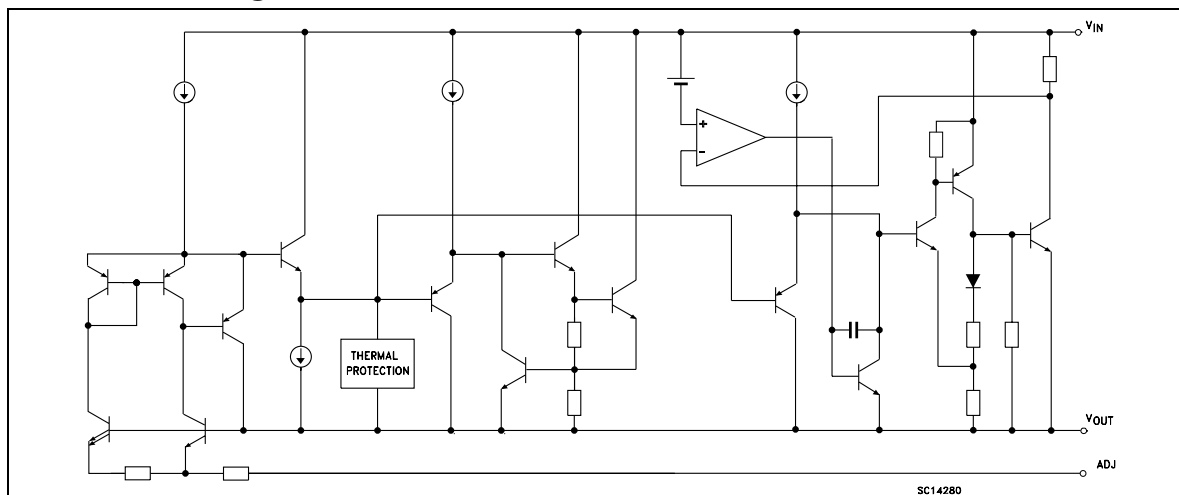 VIN
+
-
THERMAL
PROTECTION
VOUT
ADJ
SC14280